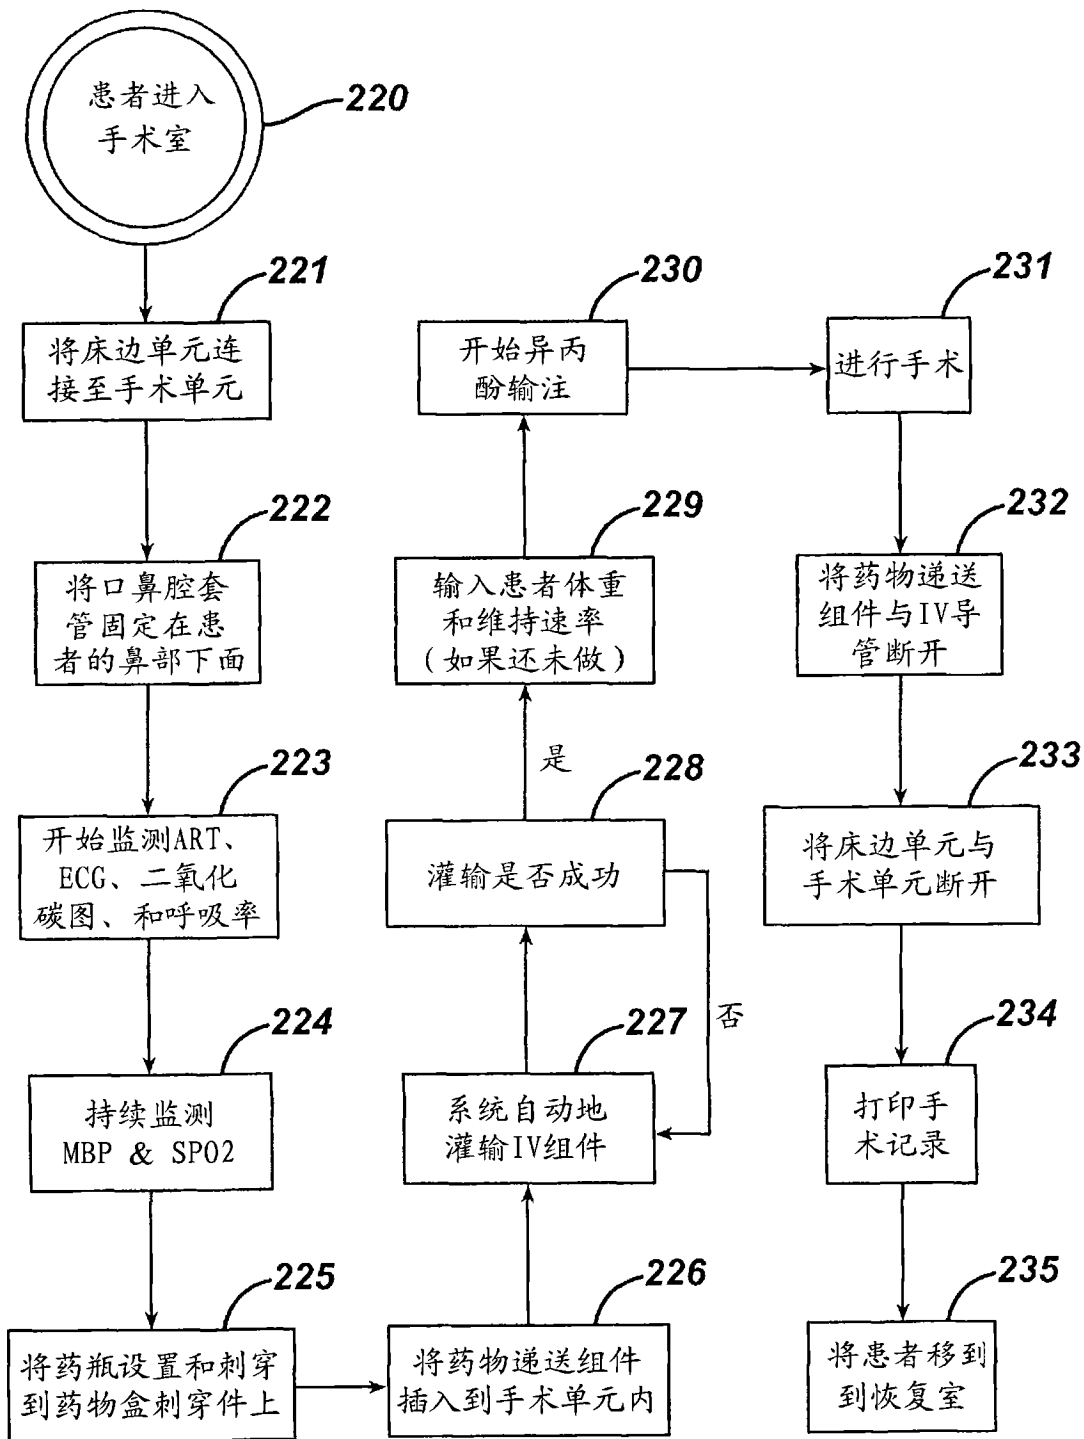 患者进入
手术室
220
221
将床边单元连
接至手术单元
222
将口鼻腔套
管固定在患
者的鼻部下面
223
开始监测ART、
ECG、二氧化
碳图、和呼吸率
224
持续监测
MBP & SPO2
225
将药瓶设置和刺穿
到药物盒刺穿件上
226
将药物递送组件
插入到手术单元内
227
系统自动地
灌输IV组件
228
灌输是否成功
否
是
229
输入患者体重
和维持速率
(如果还未做)
230
开始异丙
酚输注
231
进行手术
232
将药物递送
组件与IV导
管断开
233
将床边单元与
手术单元断开
234
打印手
术记录
235
将患者移到
到恢复室